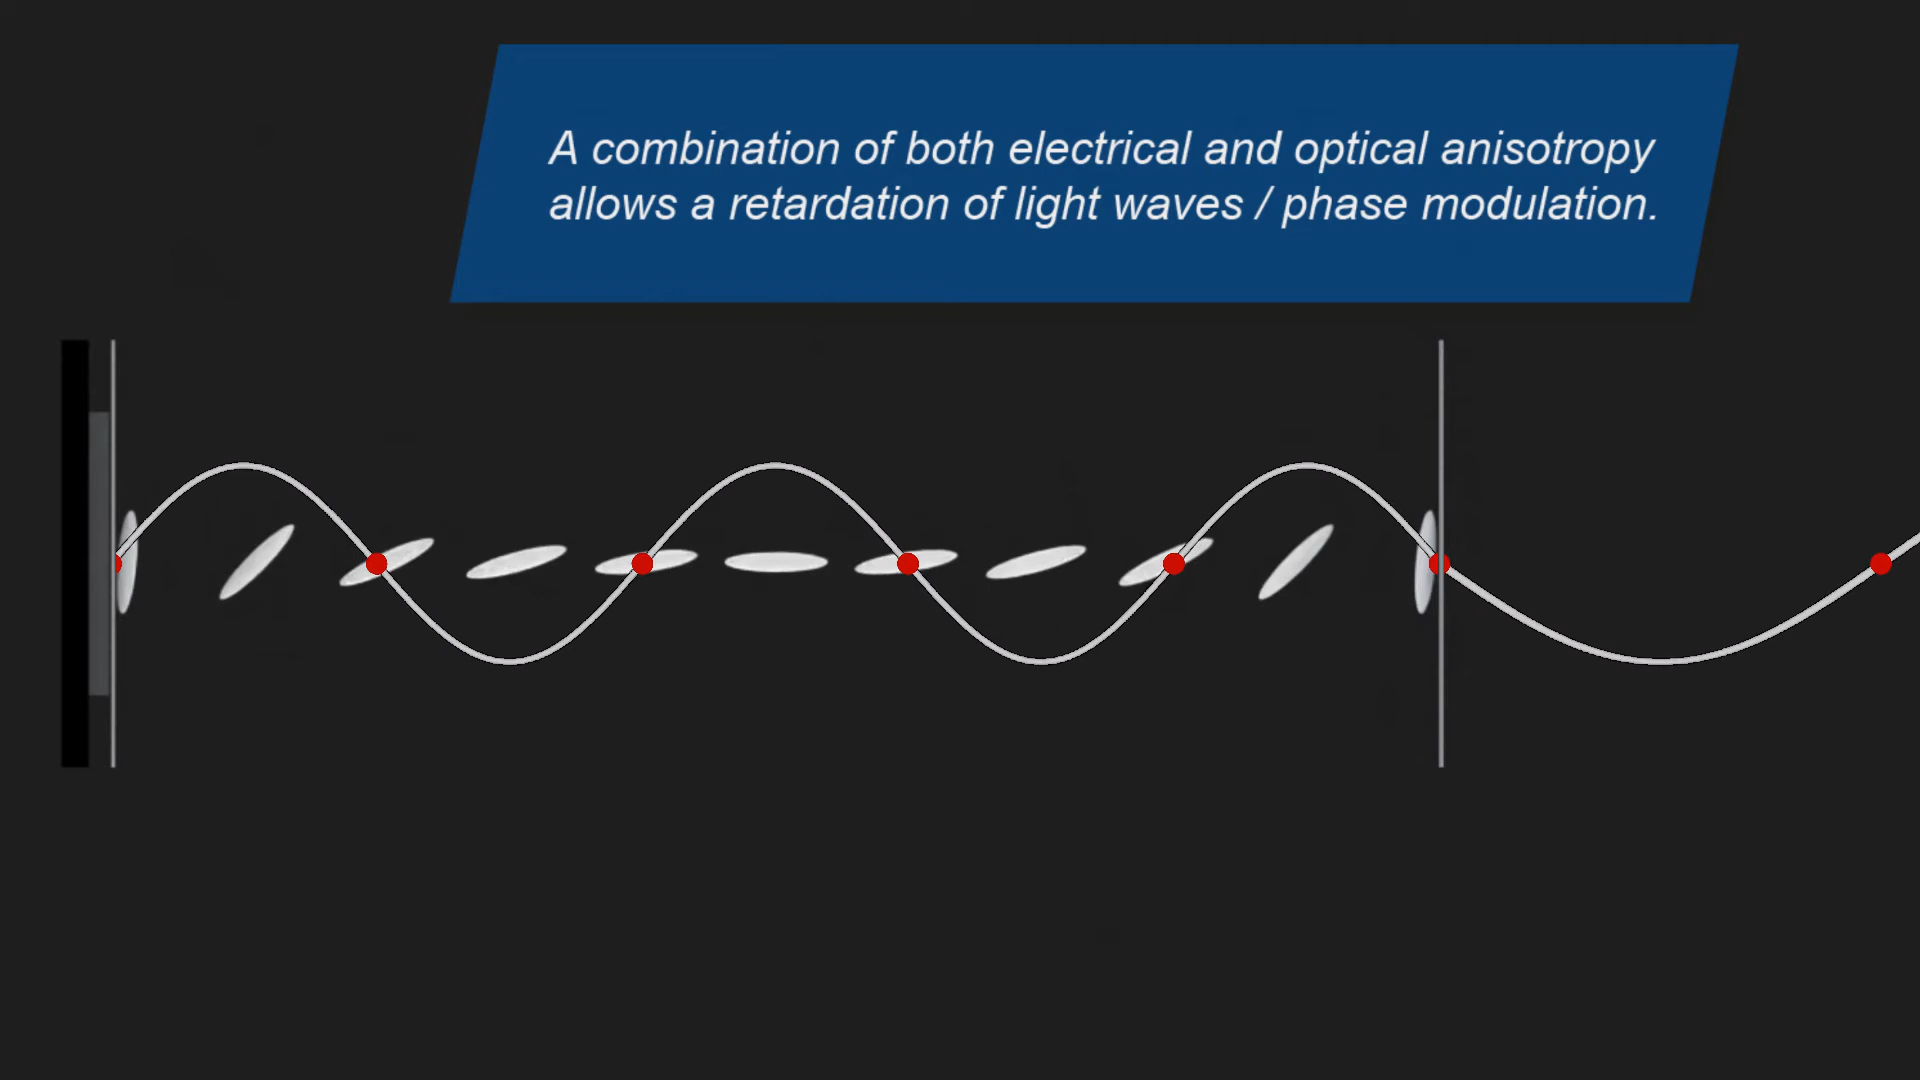 A combination of both electrical and optical anisotropy
allows a retardation of light waves / phase modulation.